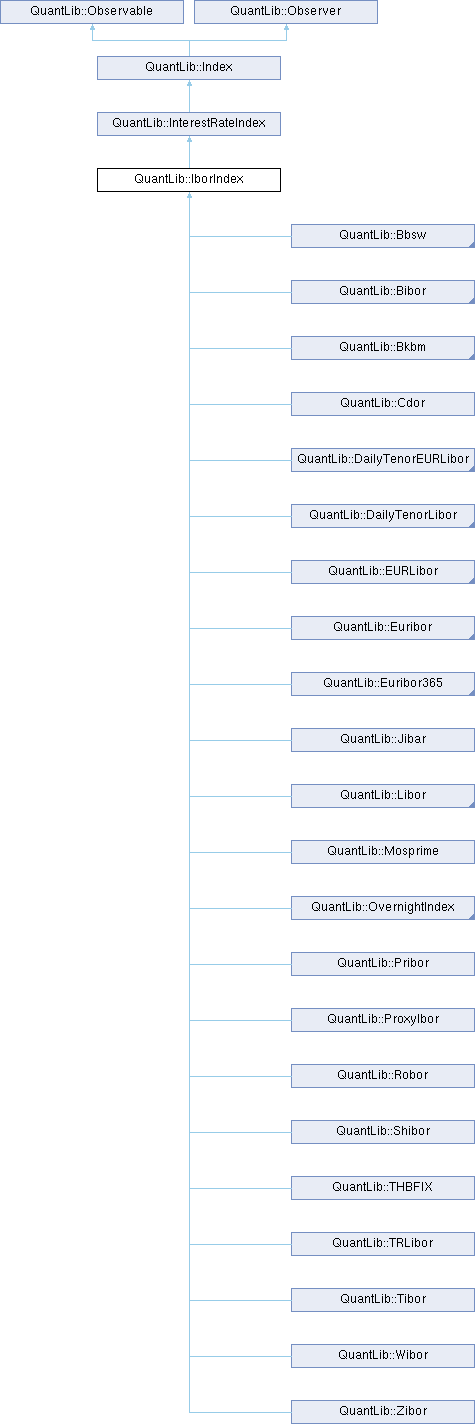 QuantLib::Observable
QuantLib::Observer
QuantLib::Index
QuantLib::InterestRateIndex
QuantLib::IborIndex
QuantLib::Bbsw
QuantLib::Bibor
QuantLib::Bkbm
QuantLib::Cdor
QuantLib::DailyTenorEURLibor
QuantLib::DailyTenorLibor
QuantLib::EURLibor
QuantLib::Euribor
QuantLib::Euribor365
QuantLib::Jibar
QuantLib::Libor
QuantLib::Mosprime
QuantLib::OvernightIndex
QuantLib::Pribor
QuantLib::ProxyIbor
QuantLib::Robor
QuantLib::Shibor
QuantLib::THBFIX
QuantLib::TRLibor
QuantLib::Tibor
QuantLib::Wibor
QuantLib::Zibor